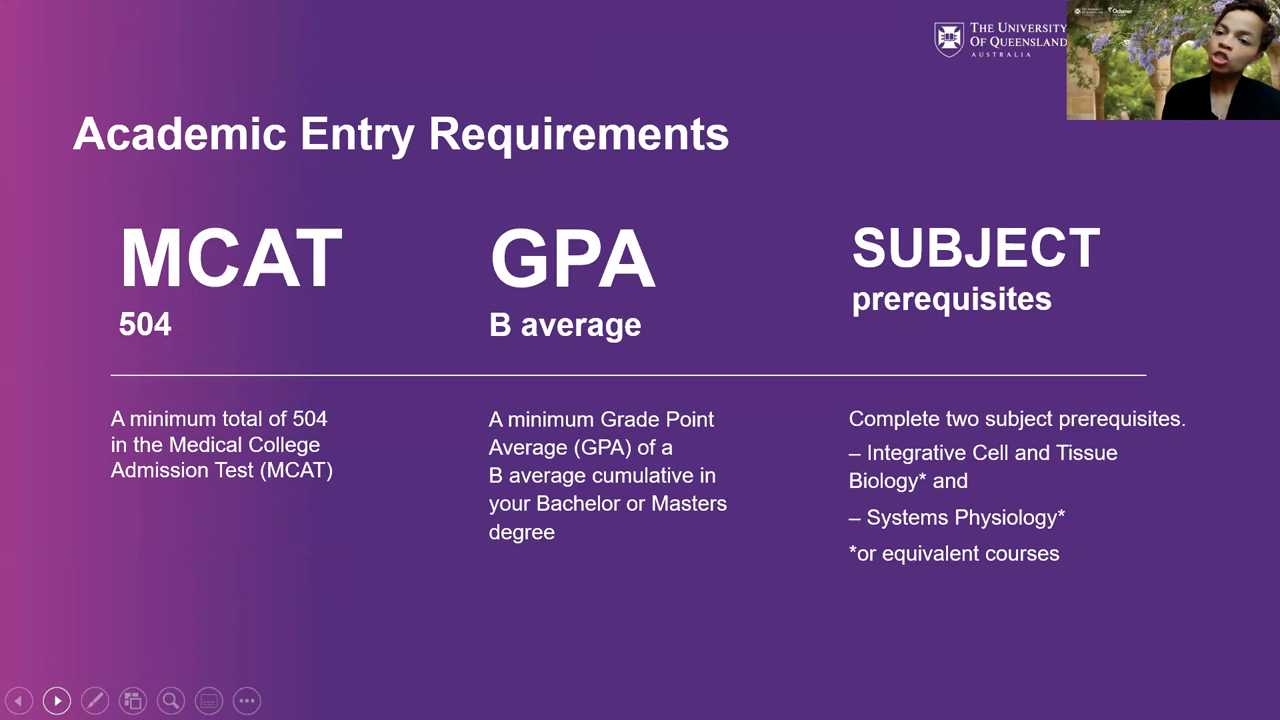 THE UNIVERSITY
OF QUEENSLAND
AUSTRALIA
Ochsner
Academic Entry Requirements
MCAT
504
GPA
B average
SUBJECT
prerequisites
A minimum total of 504
in the Medical College
Admission Test (MCAT)
A minimum Grade Point
Average (GPA) of a
B average cumulative in
your Bachelor or Masters
degree
Complete two subject prerequisites.
– Integrative Cell and Tissue
Biology* and
– Systems Physiology*
*or equivalent courses